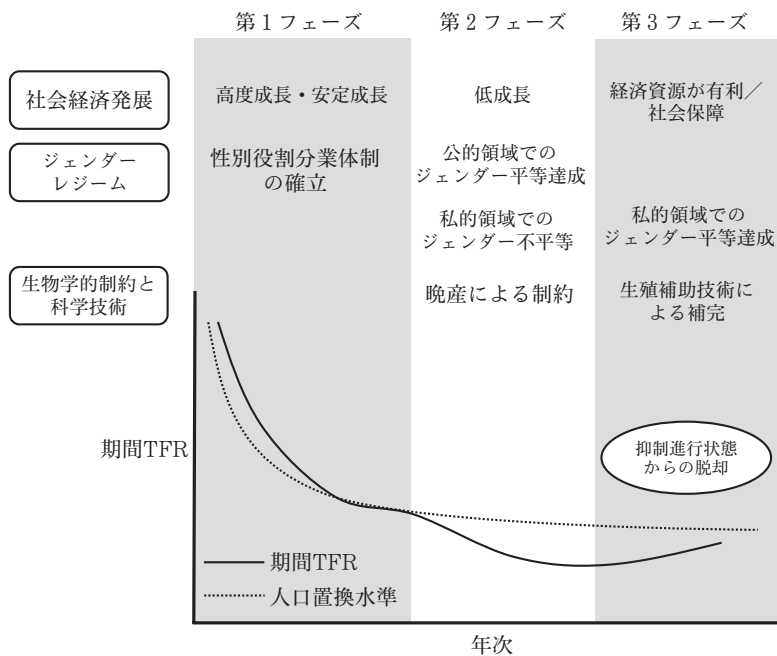 第1フェーズ
第2フェーズ
第3フェーズ
社会経済発展
高度成長・安定成長
低成長
経済資源が有利／
社会保障
ジェンダー
レジーム
性別役割分業体制
の確立
公的領域での
ジェンダー平等達成
私的領域での
ジェンダー不平等
私的領域での
ジェンダー平等達成
生物学的制約と
科学技術
晩産による制約
生殖補助技術に
よる補完
期間TFR
抑制進行状態
からの脱却
期間TFR
人口置換水準
年次